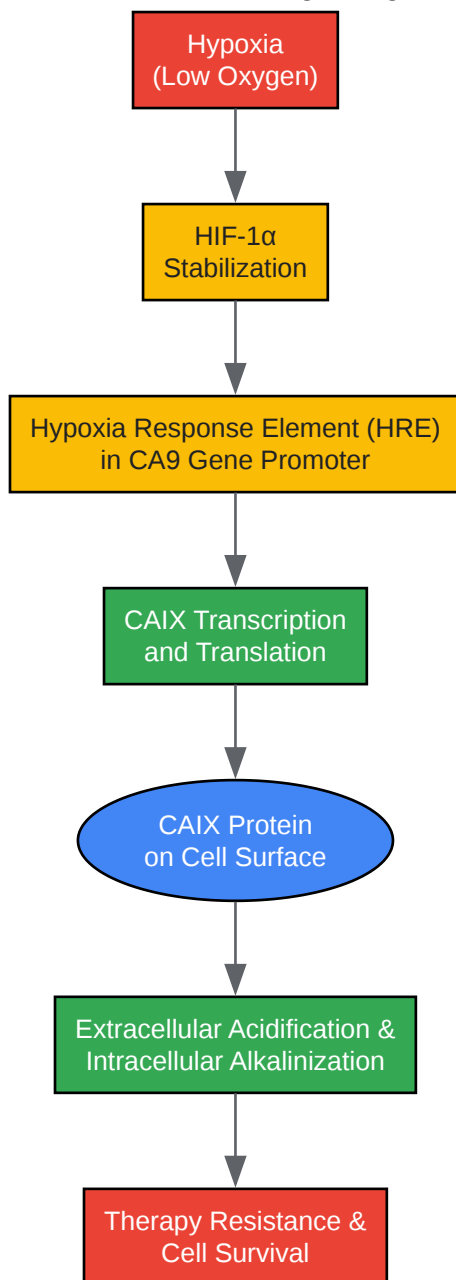 Hypoxia
(Low Oxygen)
HIF-1α
Stabilization
Hypoxia Response Element (HRE)
in CA9 Gene Promoter
CAIX Transcription
and Translation
CAIX Protein
on Cell Surface
Extracellular Acidification &
Intracellular Alkalinization
Therapy Resistance &
Cell Survival